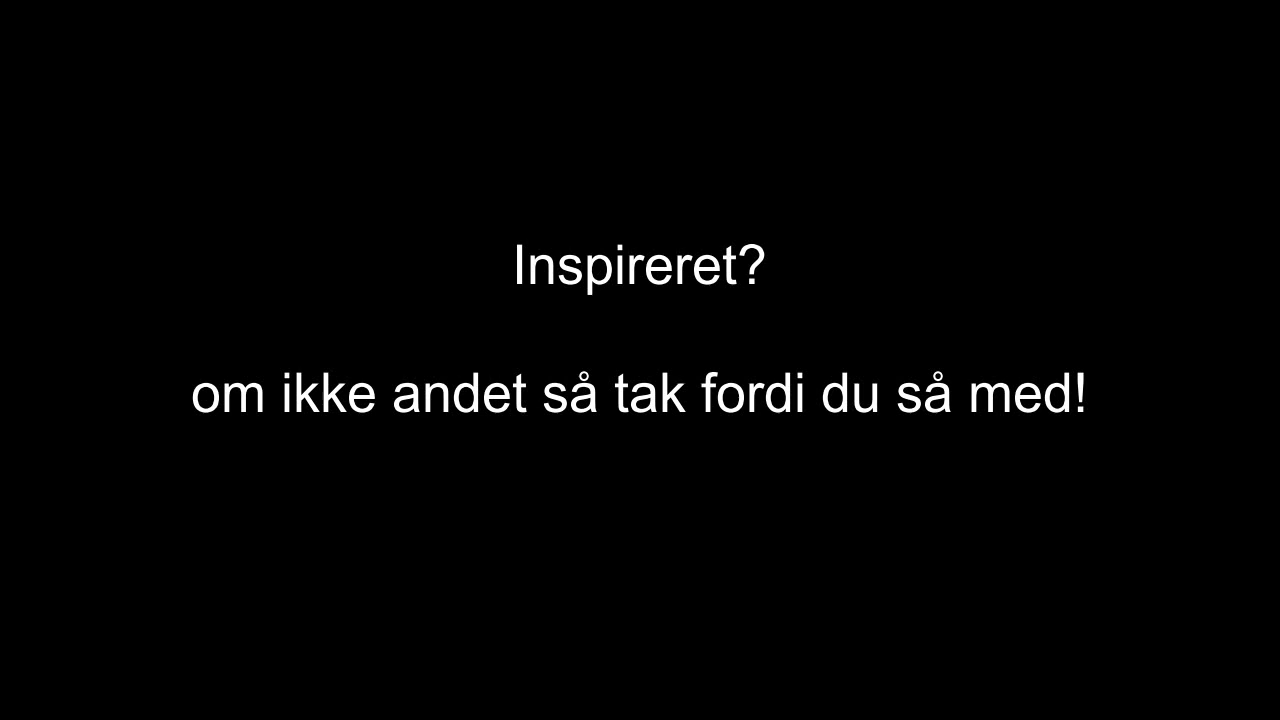 Inspireret?
om ikke andet så tak fordi du så med!